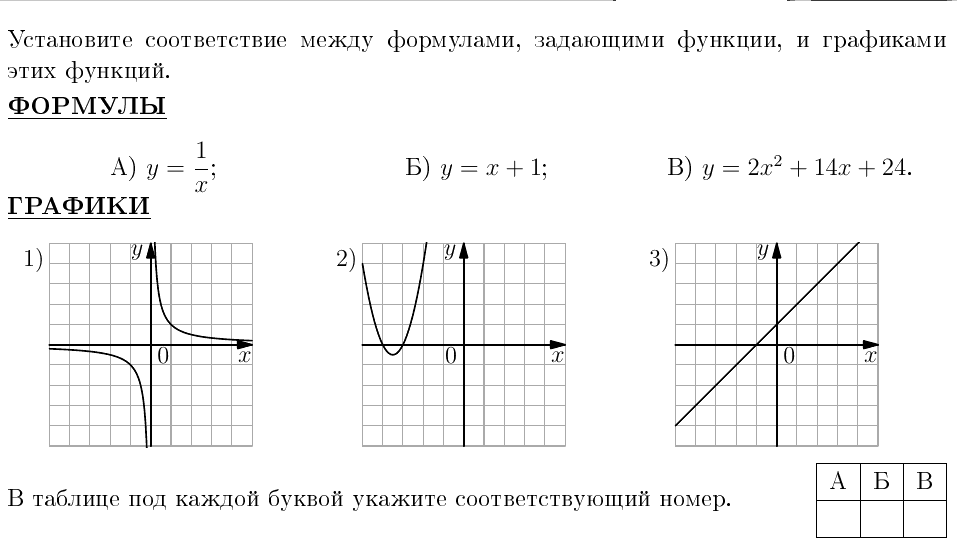 Установите соответствие между формулами, задающими функции, и графиками
этих функций.
ФОРМУЛЫ
А) y = 1/x; Б) y = x + 1; В) y = 2x² + 14x + 24.
ГРАФИКИ
1) y 0 x 2) y 0 x 3) y 0 x
А Б В
В таблице под каждой буквой укажите соответствующий номер.